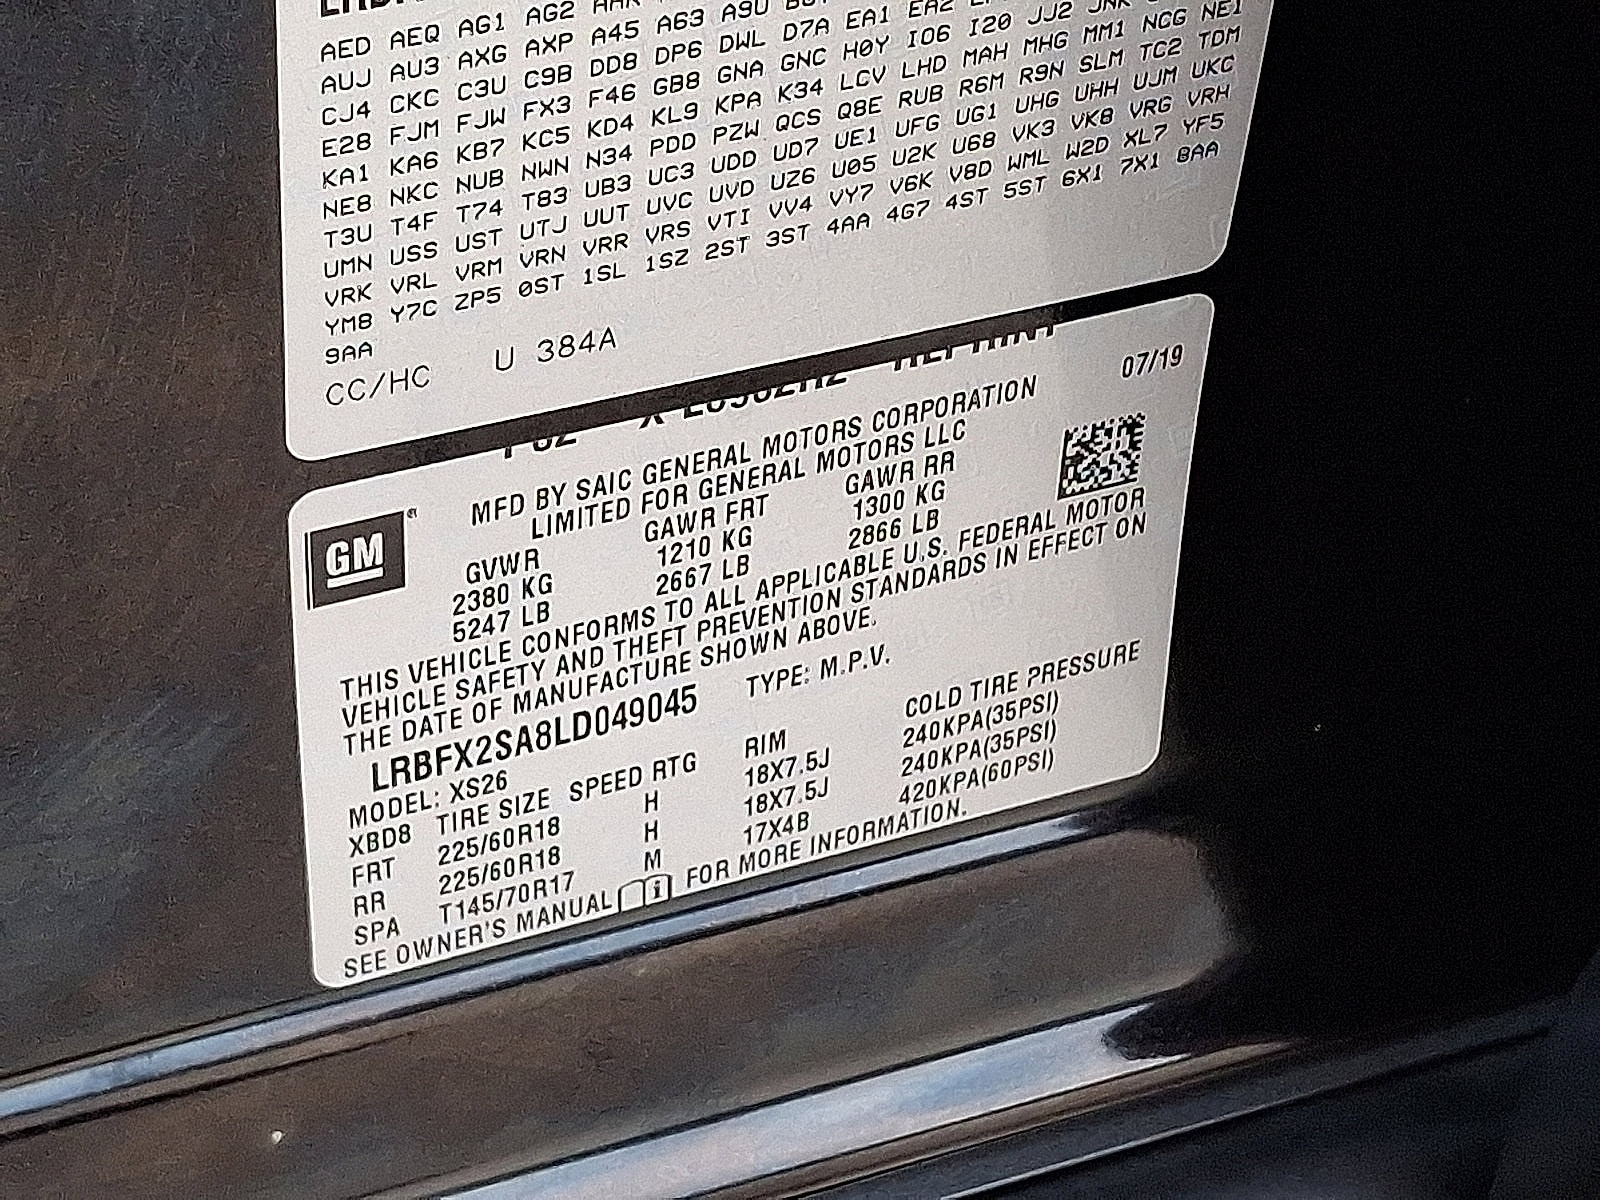 AED AEQ AG1 AG2
AUJ AU3 AXG AXP A45 A63 A9U
CJ4 CKC C3U C9B DD8 DP6 DWL D7A EA1 EA2
E28 FJM FJW FX3 F46 GB8 GNA GNC H0Y IO6 I20 JJ2 JNK
KA1 KA6 KB7 KC5 KD4 KL9 KPA K34 LCV LHD MAH MHG MM1 NCG NE1
NE8 NKC NUB NWN N34 PDD PZW QCS Q8E RUB R6M R9N SLM TC2 TDM
T3U T4F T74 T83 UB3 UC3 UDD UD7 UE1 UFG UG1 UHG UHH UJM UKC
UMN USS UST UTJ UUT UVC UVD UZ6 U05 U2K U68 VK3 VK8 VRG VRH
VRK VRL VRM VRN VRR VRS VTI VV4 VY7 V6K V8D WML W2D XL7 YF5
YM8 Y7C ZP5 0ST 1SL 1SZ 2ST 3ST 4AA 4G7 4ST 5ST 6X1 7X1 8AA
9AA
CC/HC U 384A
07/19
GM ®
MFD BY SAIC GENERAL MOTORS CORPORATION
LIMITED FOR GENERAL MOTORS LLC
GVWR GAWR FRT GAWR RR
2380 KG 1210 KG 1300 KG
5247 LB 2667 LB 2866 LB
THIS VEHICLE CONFORMS TO ALL APPLICABLE U.S. FEDERAL MOTOR
VEHICLE SAFETY AND THEFT PREVENTION STANDARDS IN EFFECT ON
THE DATE OF MANUFACTURE SHOWN ABOVE.
LRBFX2SA8LD049045 TYPE: M.P.V.
MODEL: XS26
XBD8 TIRE SIZE SPEED RTG RIM COLD TIRE PRESSURE
FRT 225/60R18 H 18X7.5J 240KPA(35PSI)
RR 225/60R18 H 18X7.5J 240KPA(35PSI)
SPA T145/70R17 M 17X4B 420KPA(60PSI)
SEE OWNER'S MANUAL FOR MORE INFORMATION.